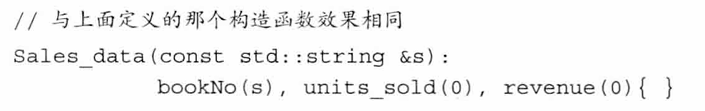 // 与上面定义的那个构造函数效果相同
Sales_data(const std::string &s):
bookNo(s), units_sold(0), revenue(0){ }